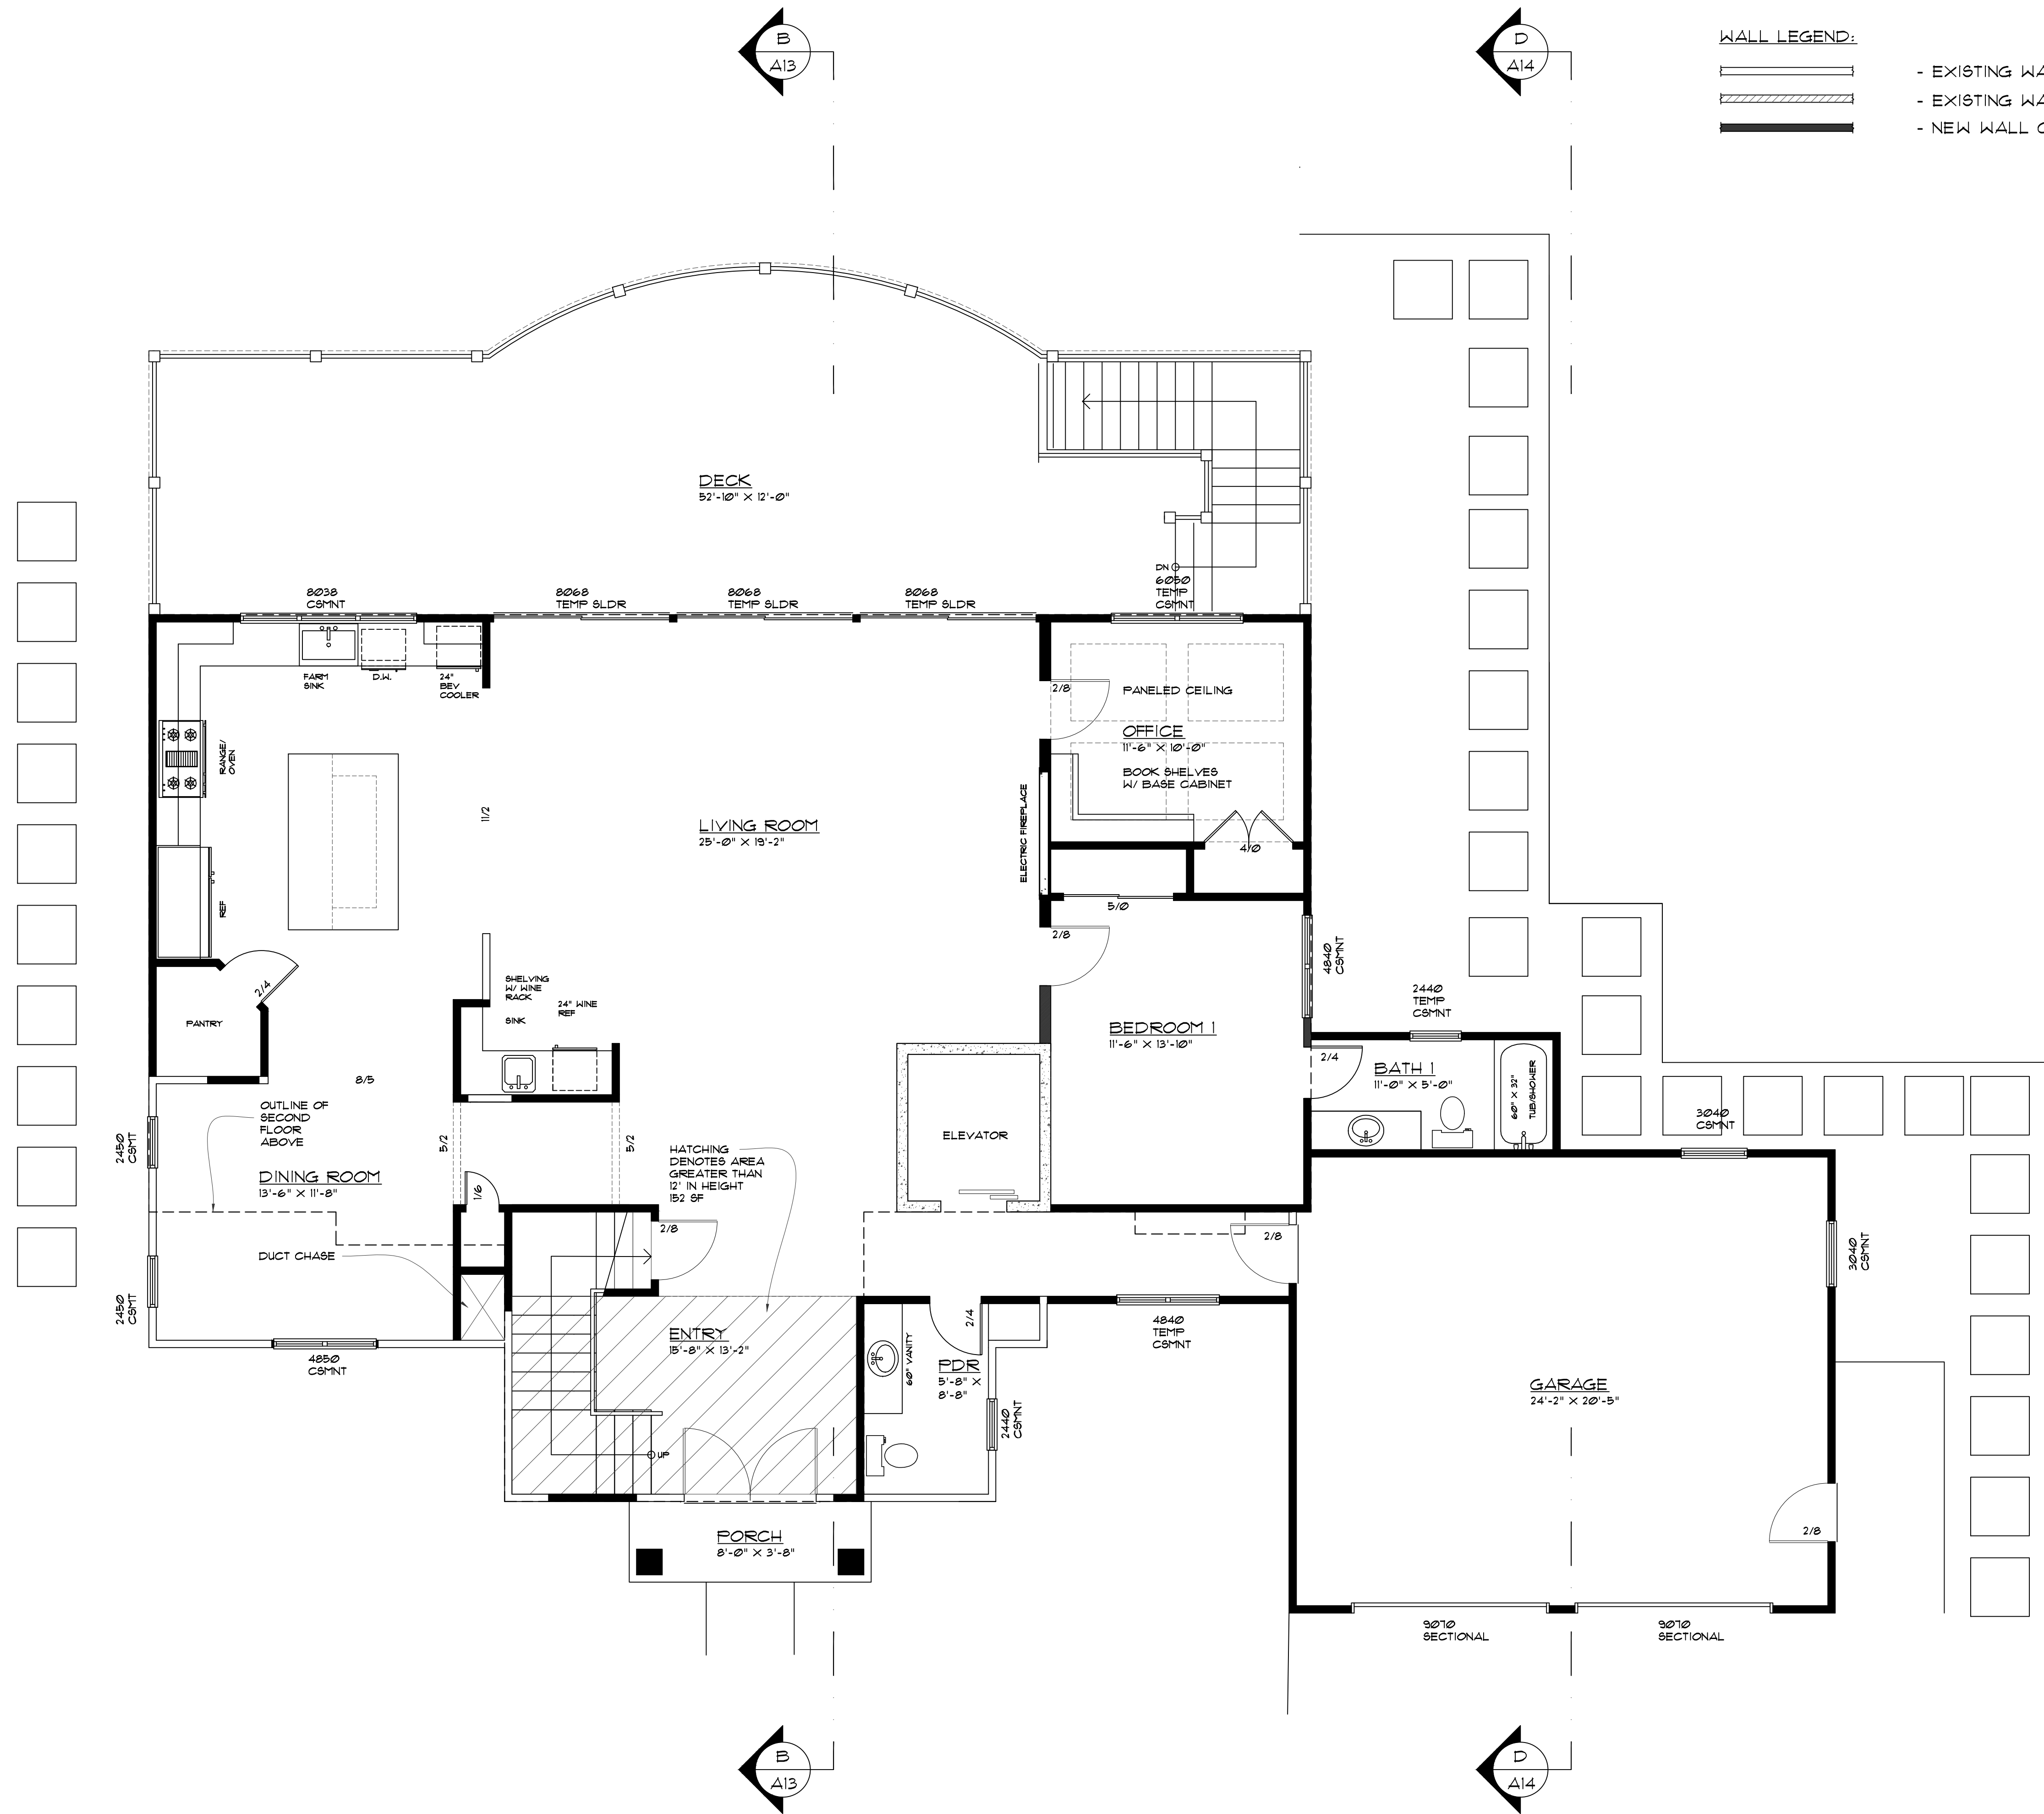 B
A13
D
A14
WALL LEGEND:
- EXISTING WA
- EXISTING WA
- NEW WALL C
DECK
52'-10" X 12'-0"
DN
8038
CSMNT
8068
TEMP SLDR
8068
TEMP SLDR
8068
TEMP SLDR
6050
TEMP
CSMNT
FARM
SINK
D.W.
24"
BEV
COOLER
RANGE/
OVEN
REF
11/2
LIVING ROOM
25'-0" X 19'-2"
ELECTRIC FIREPLACE
2/8
PANELED CEILING
OFFICE
11'-6" X 10'-0"
BOOK SHELVES
W/ BASE CABINET
4/0
5/0
2/8
4840
CSMNT
2/4
PANTRY
SHELVING
W/ WINE
RACK
24" WINE
REF
SINK
BEDROOM 1
11'-6" X 13'-10"
2440
TEMP
CSMNT
2/4
BATH 1
11'-0" X 5'-0"
60" X 32"
TUB/SHOWER
3040
CSMNT
8/5
OUTLINE OF
SECOND
FLOOR
ABOVE
2450
CSMT
5/2
5/2
ELEVATOR
HATCHING
DENOTES AREA
GREATER THAN
12' IN HEIGHT
152 SF
DINING ROOM
13'-6" X 11'-8"
1/6
2/8
2/8
DUCT CHASE
3040
CSMNT
2450
CSMT
4850
CSMNT
ENTRY
15'-8" X 13'-2"
UP
60" VANITY
2/4
PDR
5'-8" X
8'-8"
2440
CSMNT
4840
TEMP
CSMNT
GARAGE
24'-2" X 20'-5"
2/8
PORCH
8'-0" X 3'-8"
9070
SECTIONAL
9070
SECTIONAL
B
A13
D
A14